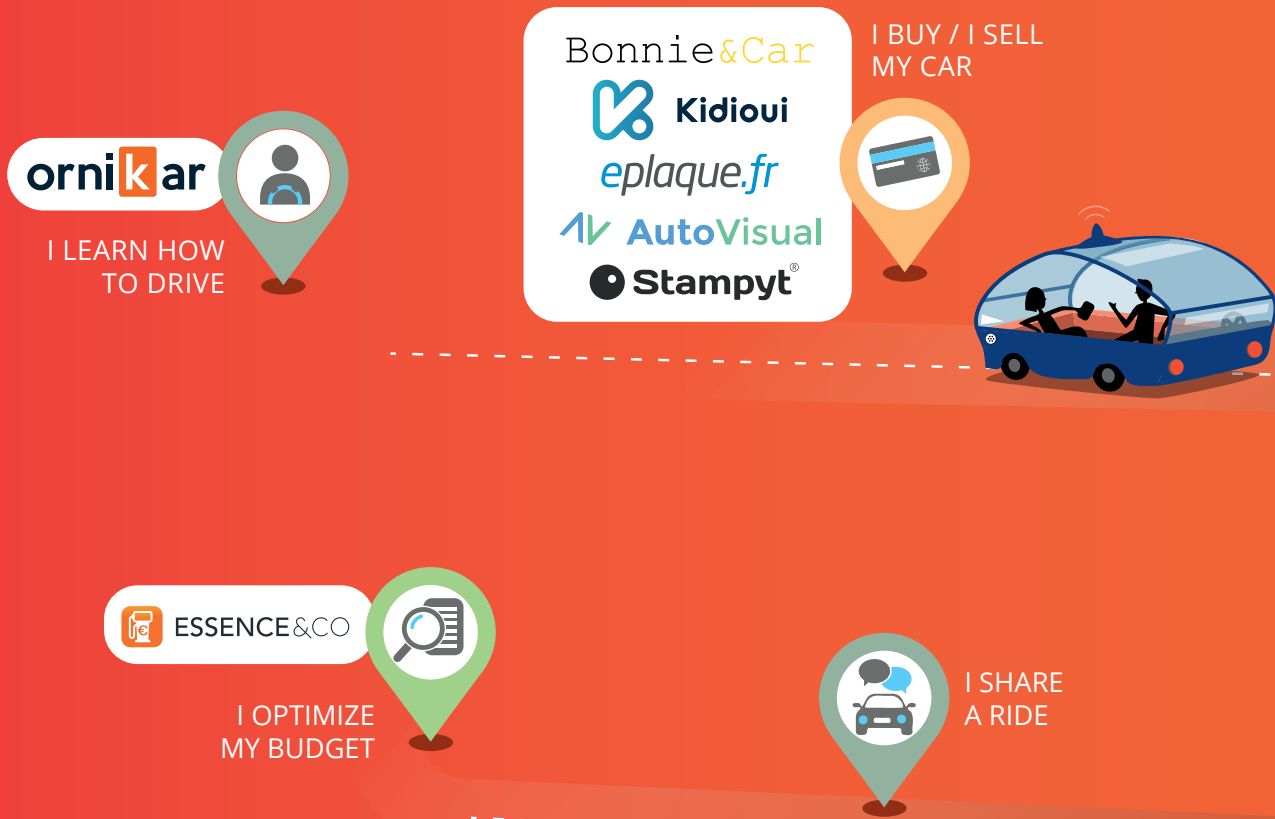 Bonnie&Car
Kidioui
eplaque.fr
AutoVisual
Stampyt®
I BUY / I SELL
MY CAR
ornikar
I LEARN HOW
TO DRIVE
ESSENCE&CO
I OPTIMIZE
MY BUDGET
I SHARE
A RIDE